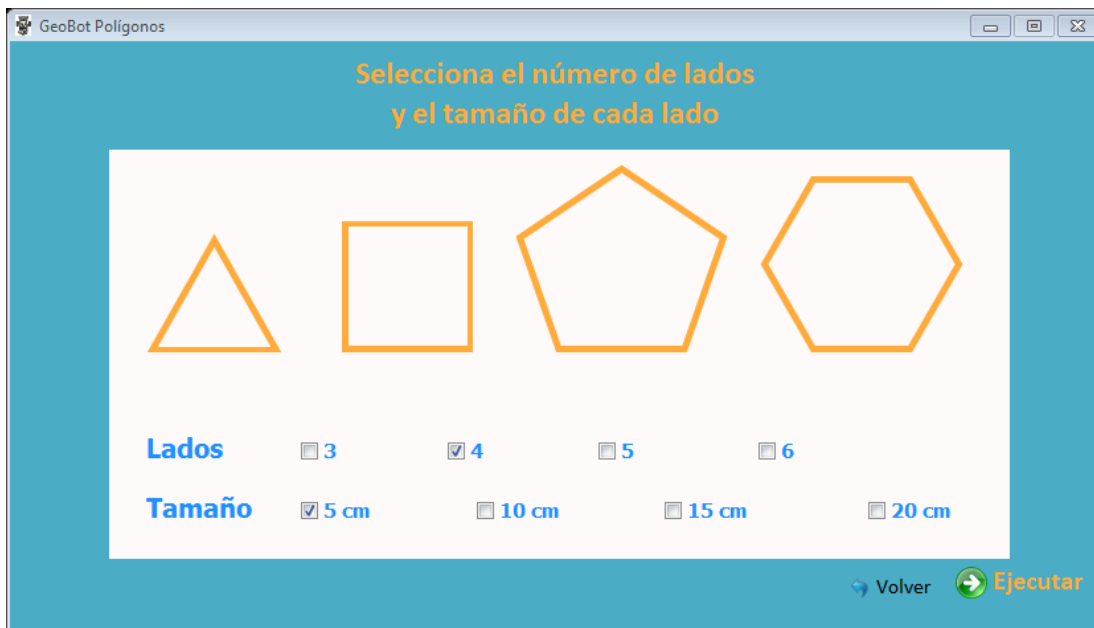 GeoBot Polígonos
Selecciona el número de lados
y el tamaño de cada lado
Lados 3 4 5 6
Tamaño 5 cm 10 cm 15 cm 20 cm
Volver Ejecutar